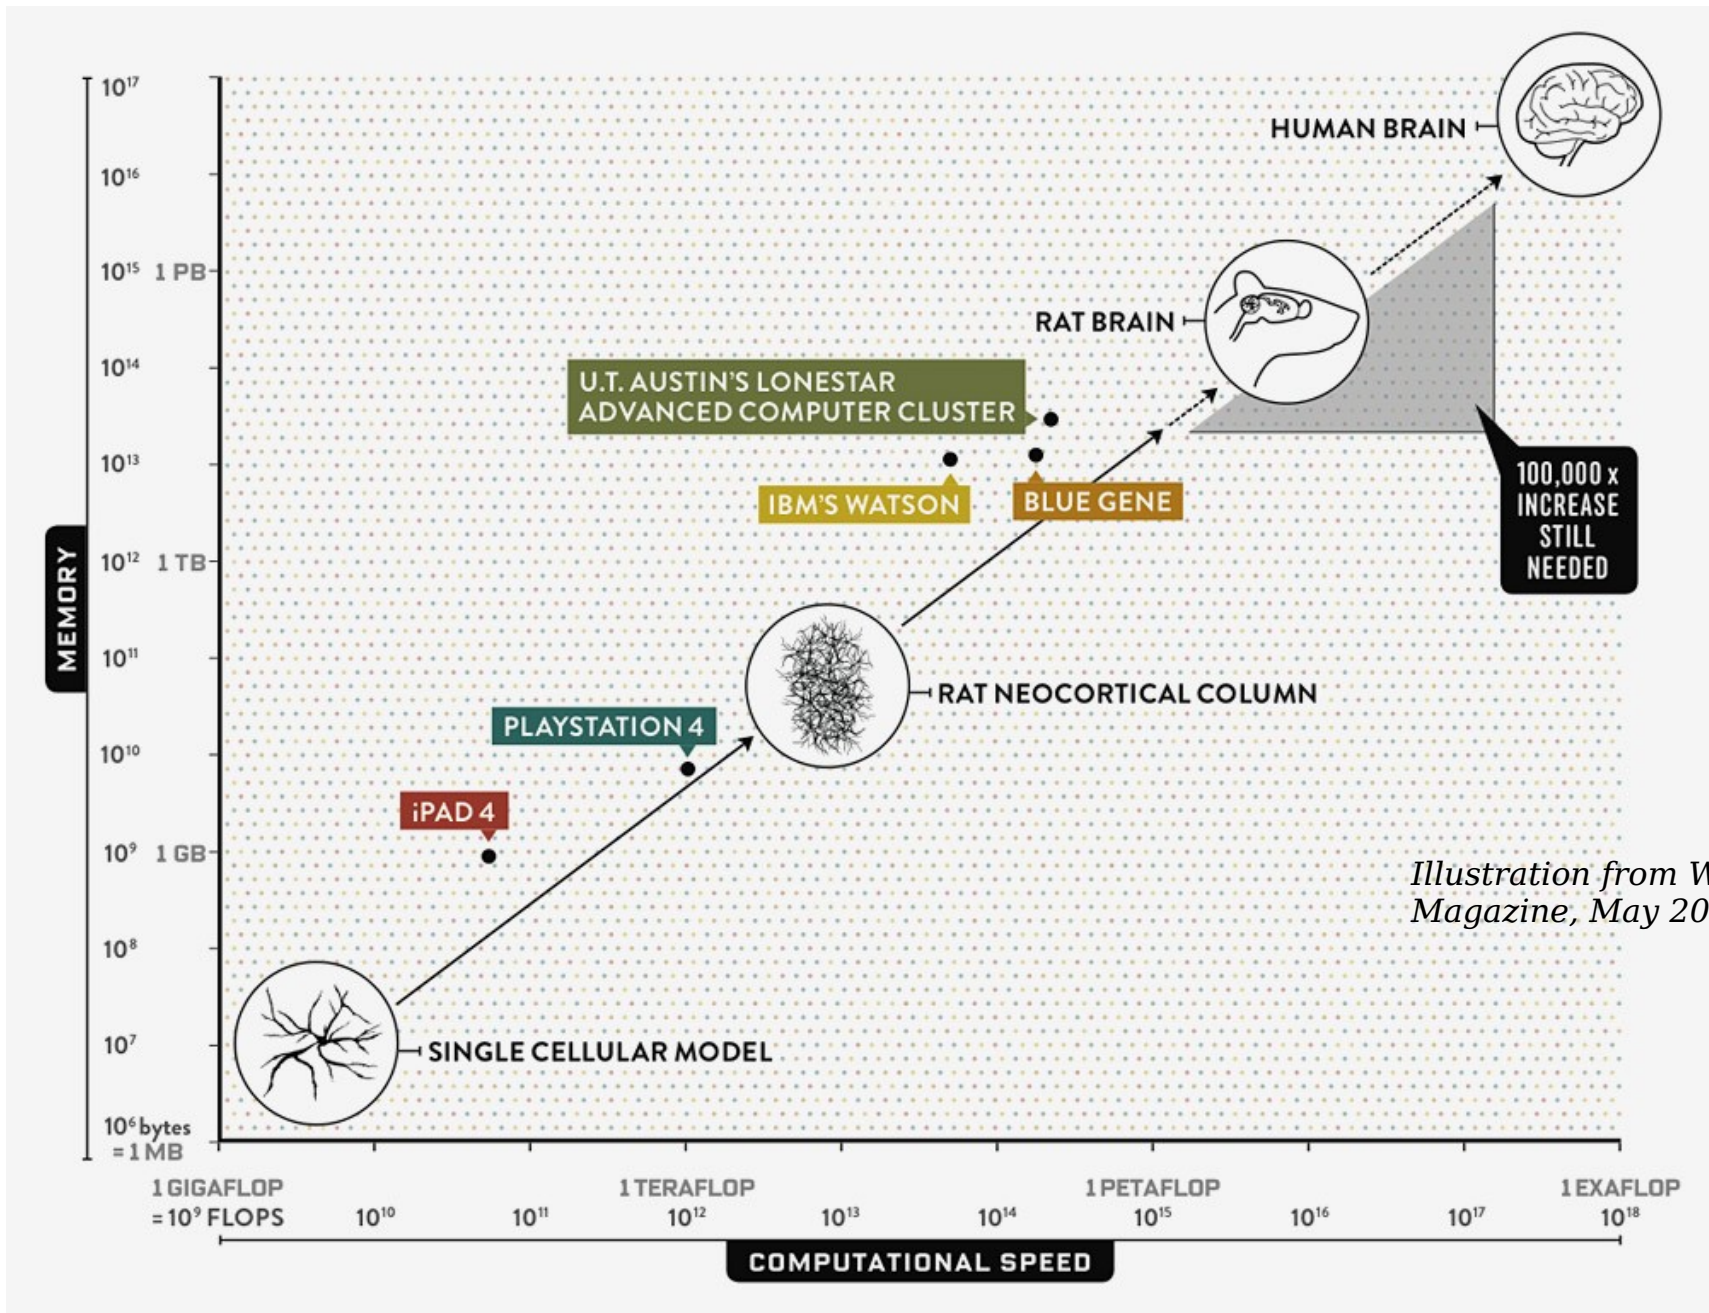 10¹⁷
10¹⁶
10¹⁵ 1 PB
10¹⁴
10¹³
10¹² 1 TB
10¹¹
10¹⁰
10⁹ 1 GB
10⁸
10⁷
10⁶ bytes
= 1 MB
MEMORY
HUMAN BRAIN
RAT BRAIN
U.T. AUSTIN'S LONESTAR
ADVANCED COMPUTER CLUSTER
IBM'S WATSON
BLUE GENE
100,000 x
INCREASE
STILL
NEEDED
RAT NEOCORTICAL COLUMN
PLAYSTATION 4
iPAD 4
Illustration from W
Magazine, May 20
SINGLE CELLULAR MODEL
1 GIGAFLOP 1 TERAFLOP 1 PETAFLOP 1 EXAFLOP
= 10⁹ FLOPS 10¹⁰ 10¹¹ 10¹² 10¹³ 10¹⁴ 10¹⁵ 10¹⁶ 10¹⁷ 10¹⁸
COMPUTATIONAL SPEED